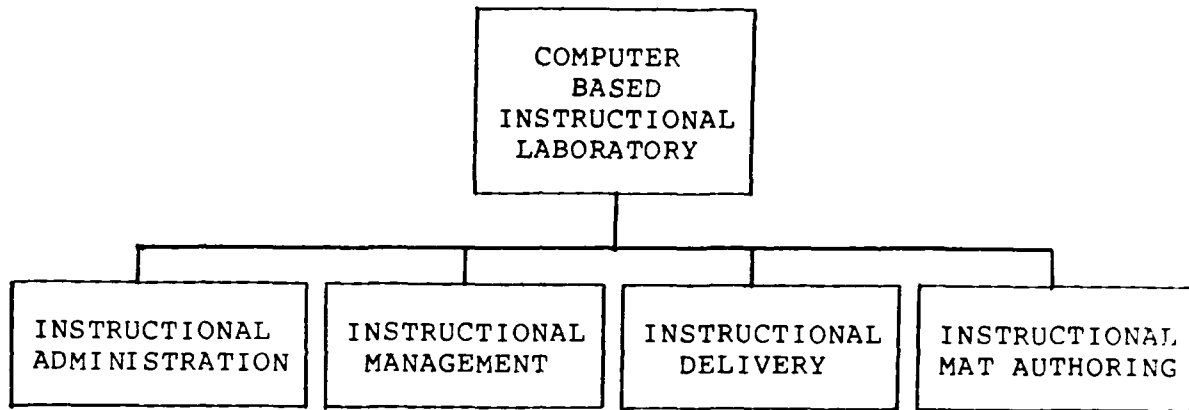 COMPUTER
BASED
INSTRUCTIONAL
LABORATORY
INSTRUCTIONAL
ADMINISTRATION
INSTRUCTIONAL
MANAGEMENT
INSTRUCTIONAL
DELIVERY
INSTRUCTIONAL
MAT AUTHORING